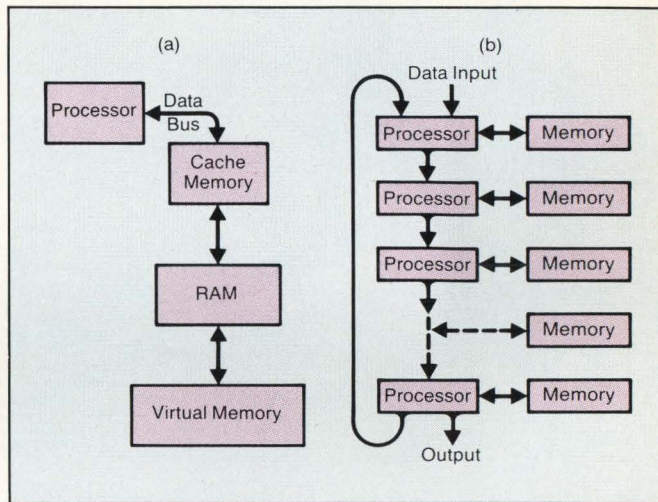 (a)
Processor
Data
Bus
Cache
Memory
RAM
Virtual Memory
(b)
Data Input
Processor
Memory
Processor
Memory
Processor
Memory
Memory
Processor
Memory
Output